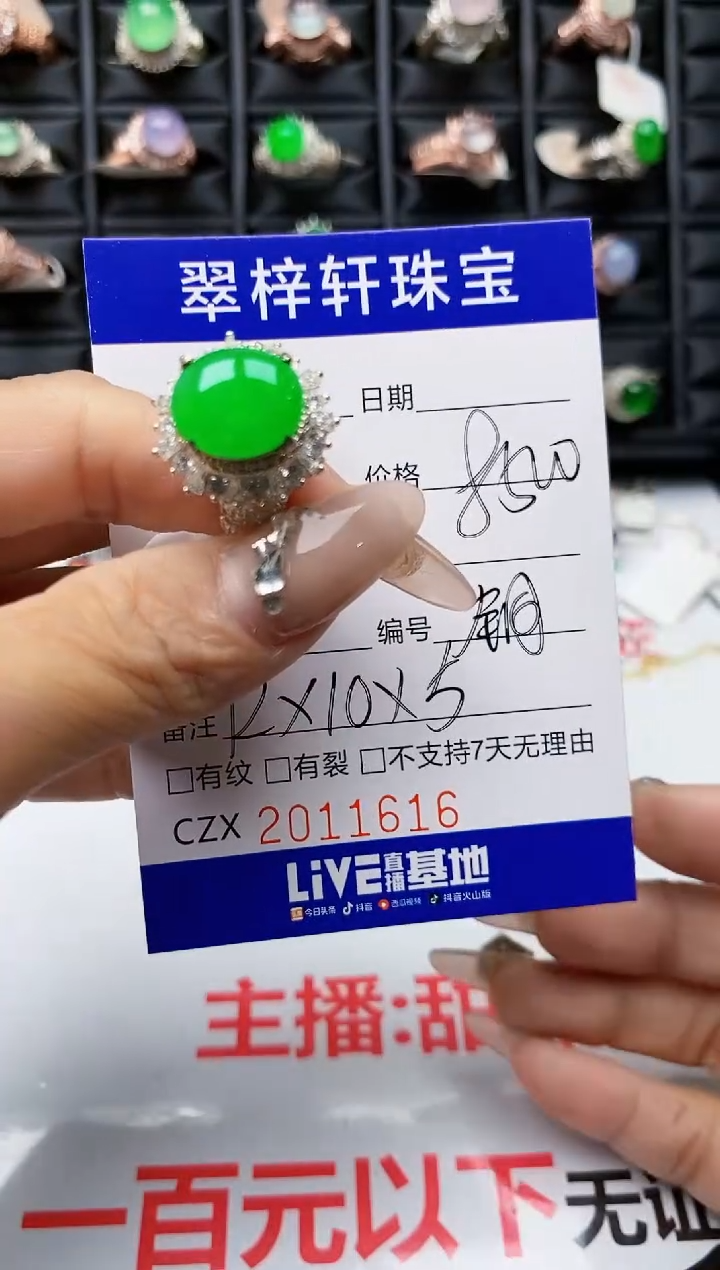 翠梓轩珠宝
日期
价格 8500
编号 铜
备注 12X10X5
□有纹 □有裂 □不支持7天无理由
CZX 2011616
LiVE直播基地
今日头条 抖音 西瓜视频 抖音火山版
主播:甜
一百元以下无证